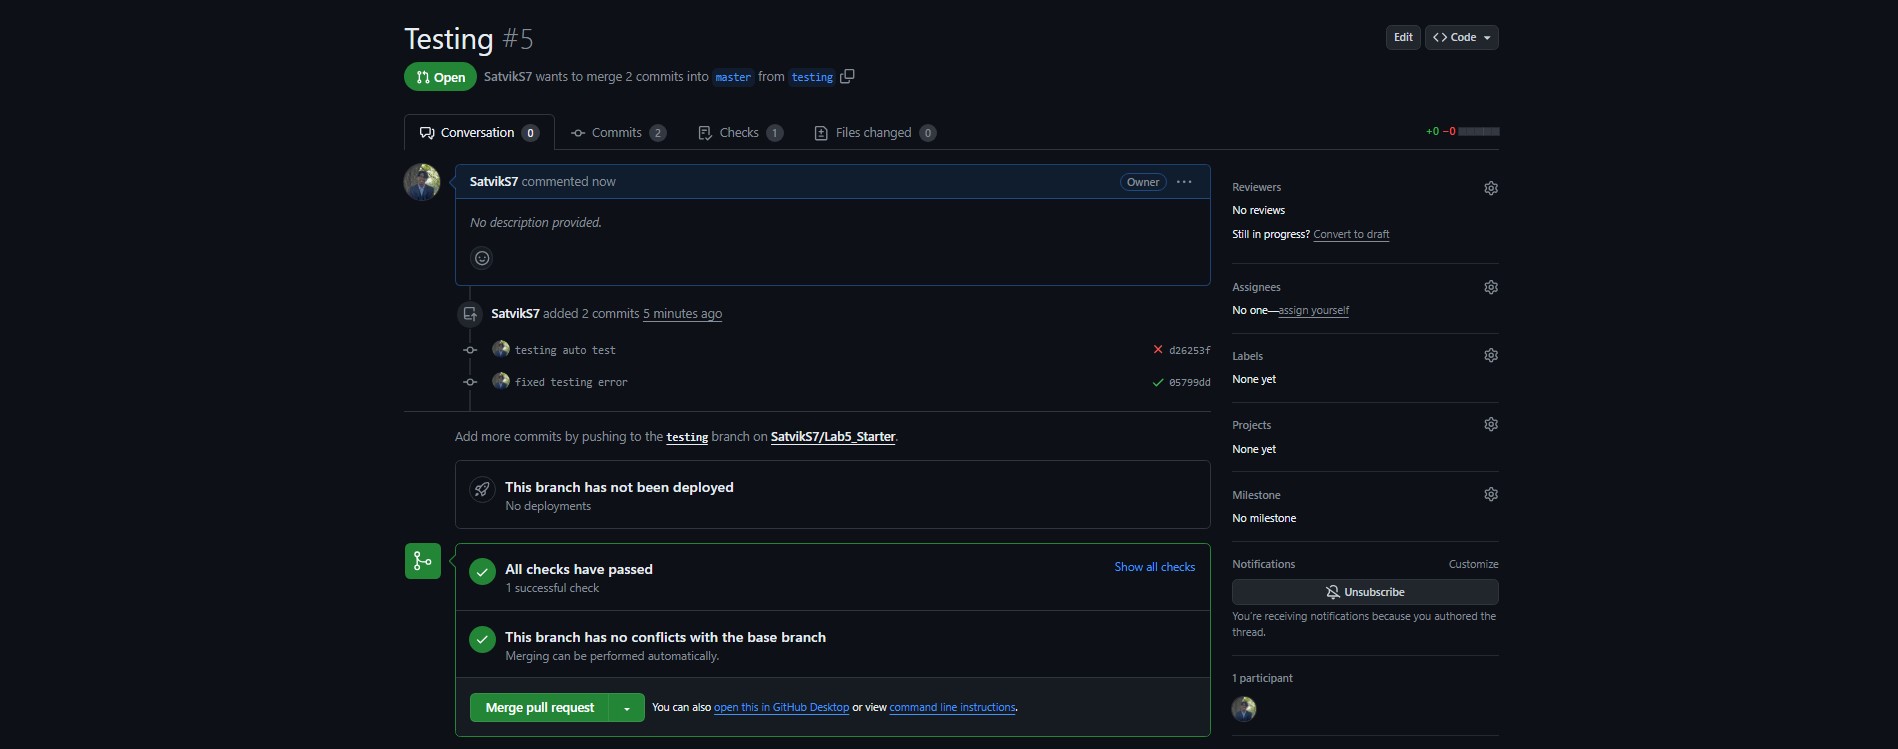 Testing #5
Edit
Code
Open
SatvikS7 wants to merge 2 commits into master from testing
Conversation 0
Commits 2
Checks 1
Files changed 0
+0 −0
SatvikS7 commented now
Owner
No description provided.
SatvikS7 added 2 commits 5 minutes ago
testing auto test
d26253f
fixed testing error
05799dd
Add more commits by pushing to the testing branch on SatvikS7/Lab5_Starter.
This branch has not been deployed
No deployments
All checks have passed
Show all checks
1 successful check
This branch has no conflicts with the base branch
Merging can be performed automatically.
Merge pull request
You can also open this in GitHub Desktop or view command line instructions.
Reviewers
No reviews
Still in progress? Convert to draft
Assignees
No one—assign yourself
Labels
None yet
Projects
None yet
Milestone
No milestone
Notifications
Customize
Unsubscribe
You're receiving notifications because you authored the
thread.
1 participant